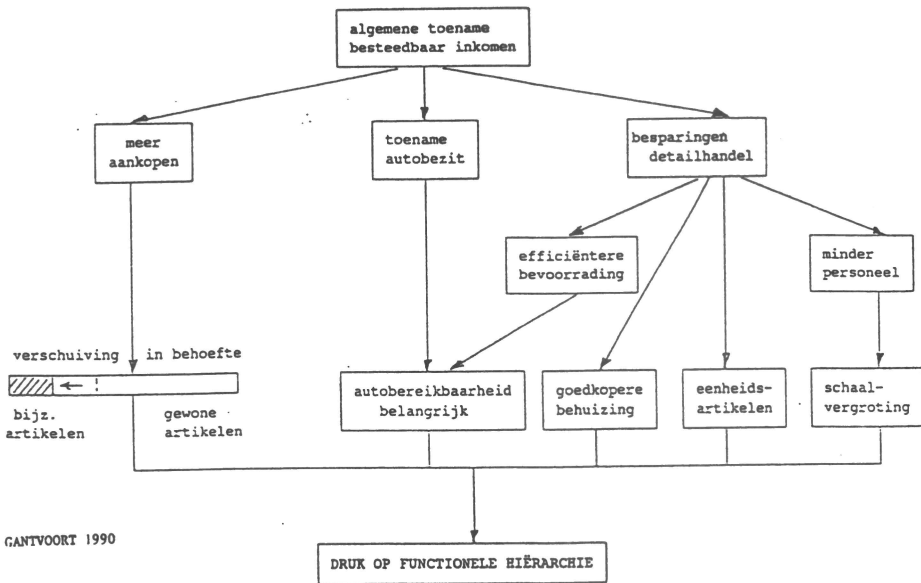 algemene toename
besteedbaar inkomen
meer
aankopen
toename
autobezit
besparingen
detailhandel
efficiëntere
bevoorrading
minder
personeel
verschuiving in behoefte
bijz.
artikelen
gewone
artikelen
autobereikbaarheid
belangrijk
goedkopere
behuizing
eenheids-
artikelen
schaal-
vergroting
GANTVOORT 1990
DRUK OP FUNCTIONELE HIËRARCHIE